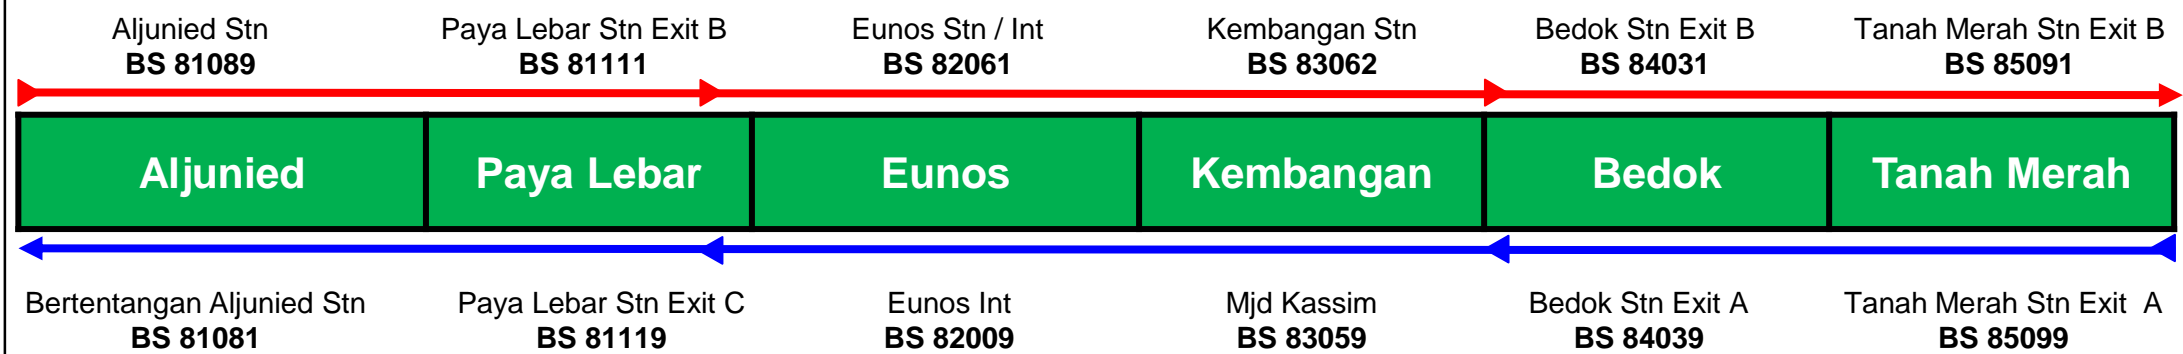 Aljunied Stn
BS 81089
Paya Lebar Stn Exit B
BS 81111
Eunos Stn / Int
BS 82061
Kembangan Stn
BS 83062
Bedok Stn Exit B
BS 84031
Tanah Merah Stn Exit B
BS 85091
Aljunied
Paya Lebar
Eunos
Kembangan
Bedok
Tanah Merah
Bertentangan Aljunied Stn
BS 81081
Paya Lebar Stn Exit C
BS 81119
Eunos Int
BS 82009
Mjd Kassim
BS 83059
Bedok Stn Exit A
BS 84039
Tanah Merah Stn Exit A
BS 85099